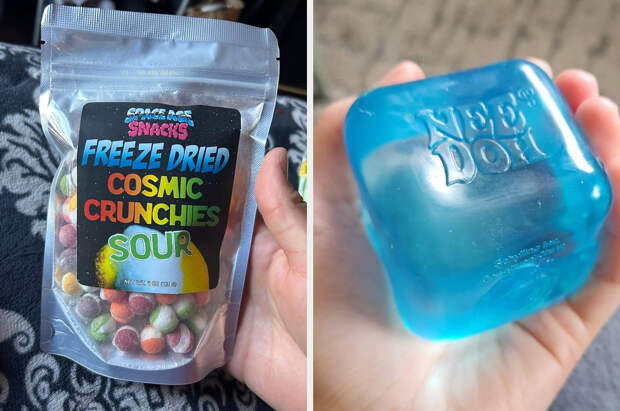 SPACE AGE
SNACKS
FREEZE DRIED
COSMIC
CRUNCHIES
SOUR
NEE®
DOH